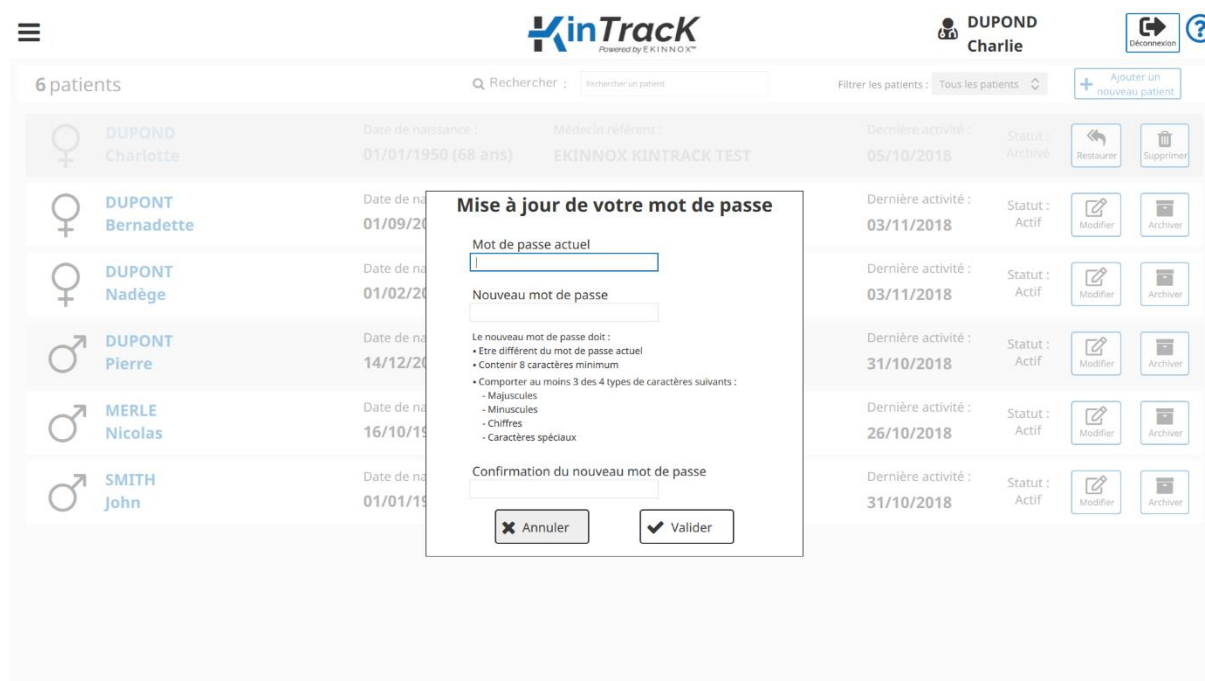 KinTracK
Powered by EKINNOX™
DUPOND
Charlie
Déconnexion
?
6 patients
Rechercher :
Rechercher un patient
Filtrer les patients :
Tous les patients
Ajouter un
nouveau patient
DUPOND
Charlotte
Date de naissance :
01/01/1950 (68 ans)
Médecin référent :
EKINNOX KINTRACK TEST
Dernière activité :
05/10/2018
Statut :
Archivé
Restaurer
Supprimer
DUPONT
Bernadette
Date de na
01/09/20
Dernière activité :
03/11/2018
Statut :
Actif
Modifier
Archiver
DUPONT
Nadège
Date de na
01/02/20
Dernière activité :
03/11/2018
Statut :
Actif
Modifier
Archiver
DUPONT
Pierre
Date de na
14/12/20
Dernière activité :
31/10/2018
Statut :
Actif
Modifier
Archiver
MERLE
Nicolas
Date de na
16/10/19
Dernière activité :
26/10/2018
Statut :
Actif
Modifier
Archiver
SMITH
John
Date de na
01/01/19
Dernière activité :
31/10/2018
Statut :
Actif
Modifier
Archiver
Mise à jour de votre mot de passe
Mot de passe actuel
Nouveau mot de passe
Le nouveau mot de passe doit :
• Etre différent du mot de passe actuel
• Contenir 8 caractères minimum
• Comporter au moins 3 des 4 types de caractères suivants :
- Majuscules
- Minuscules
- Chiffres
- Caractères spéciaux
Confirmation du nouveau mot de passe
Annuler
Valider